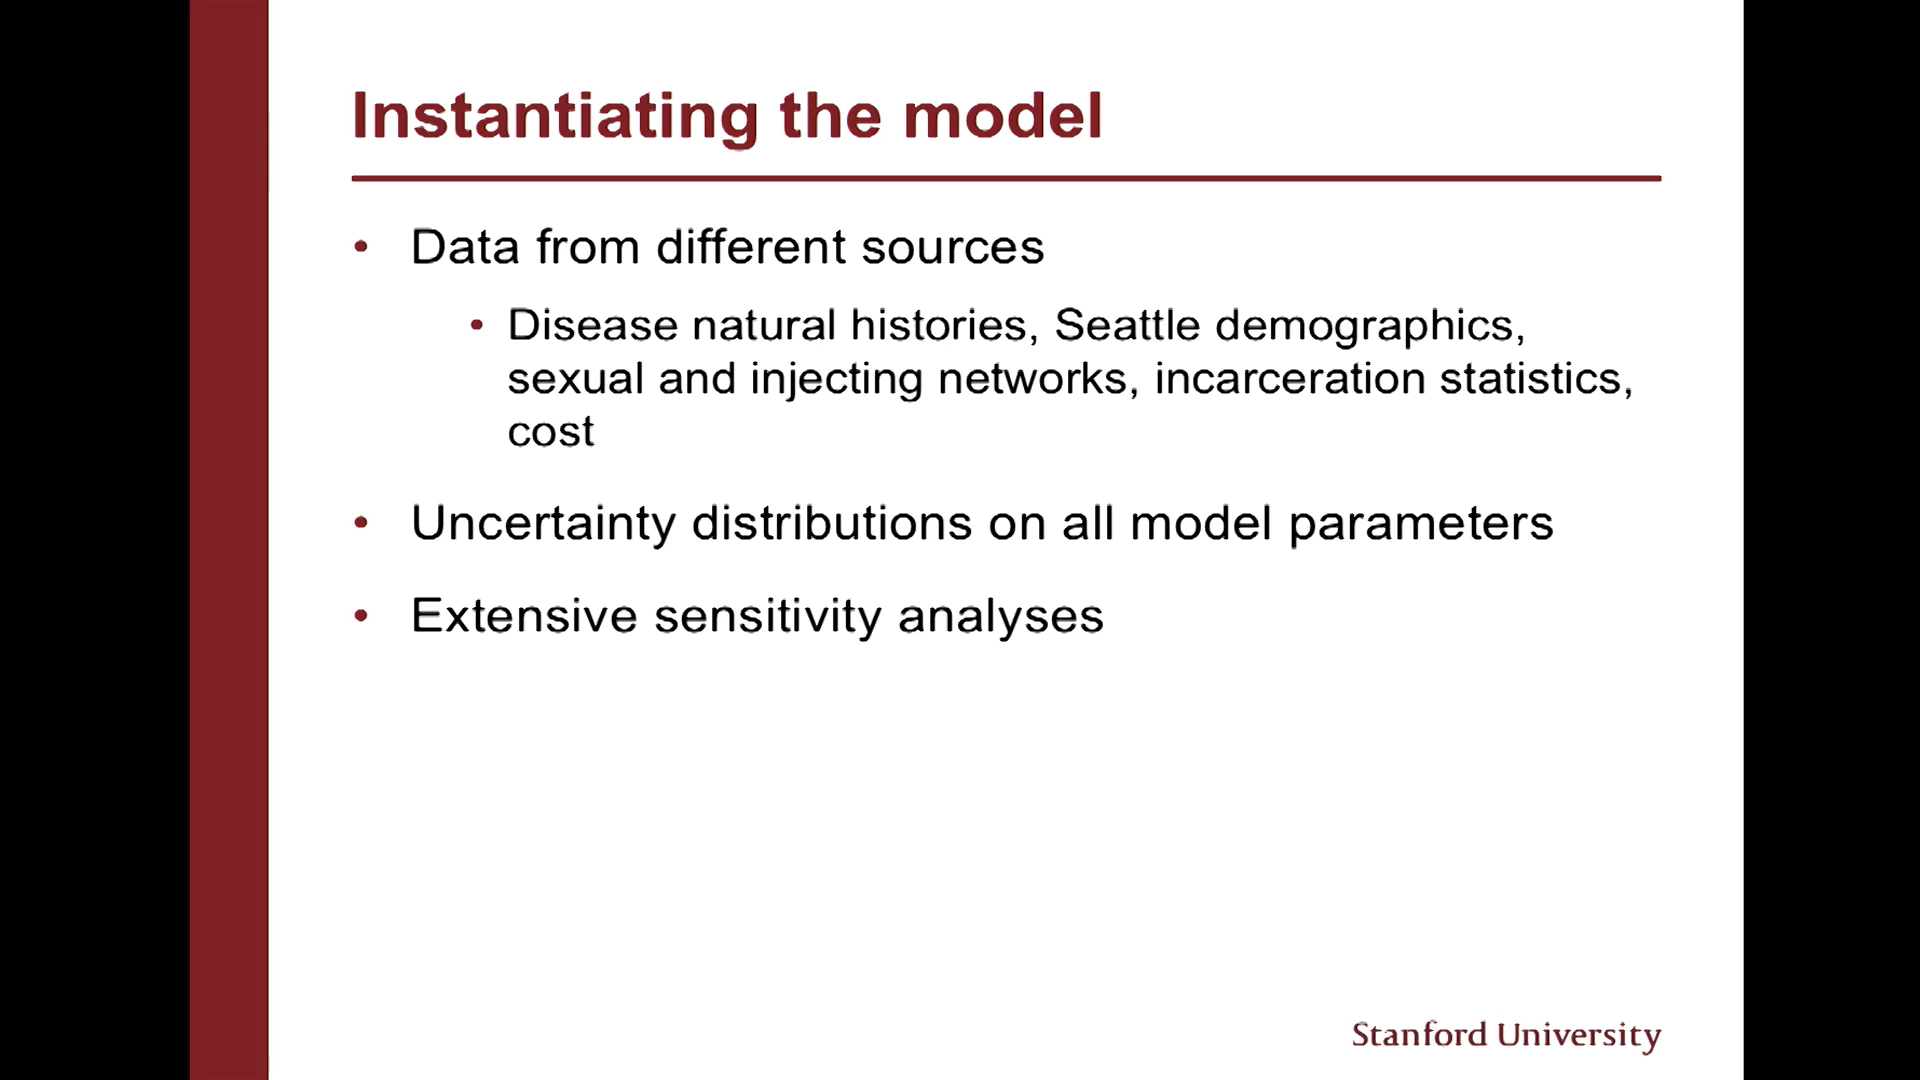 Instantiating the model
• Data from different sources
• Disease natural histories, Seattle demographics,
sexual and injecting networks, incarceration statistics,
cost
• Uncertainty distributions on all model parameters
• Extensive sensitivity analyses
Stanford University